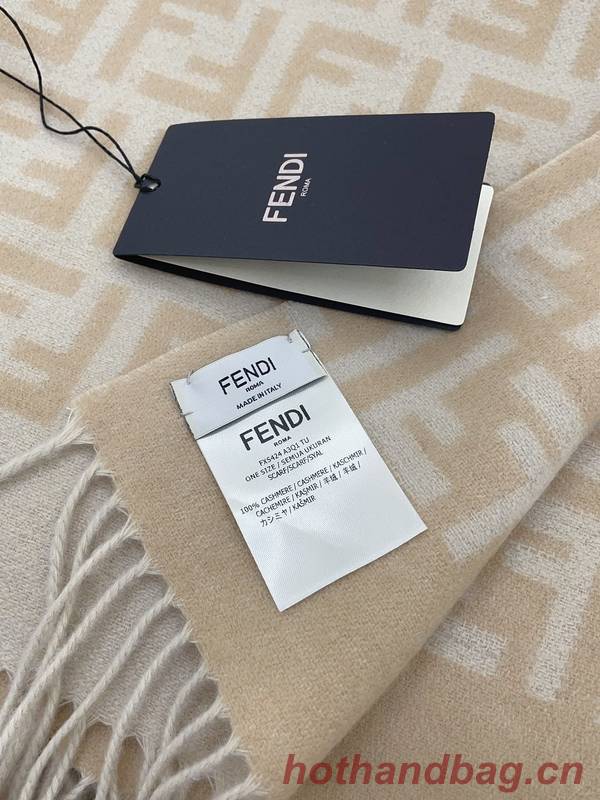 FENDI
ROMA
FENDI
ROMA
MADE IN ITALY
FENDI
ROMA
FXS424 A3Q1 TU
ONE SIZE / SEMUA UKURAN
SCARF/SCARF/SYAL
100% CASHMERE / CASHMERE / KASCHMIR /
CACHEMIRE / KAŞMIR / 羊绒 / 羊絨 /
カシミヤ / KAŠMIR
hothandbag.cn